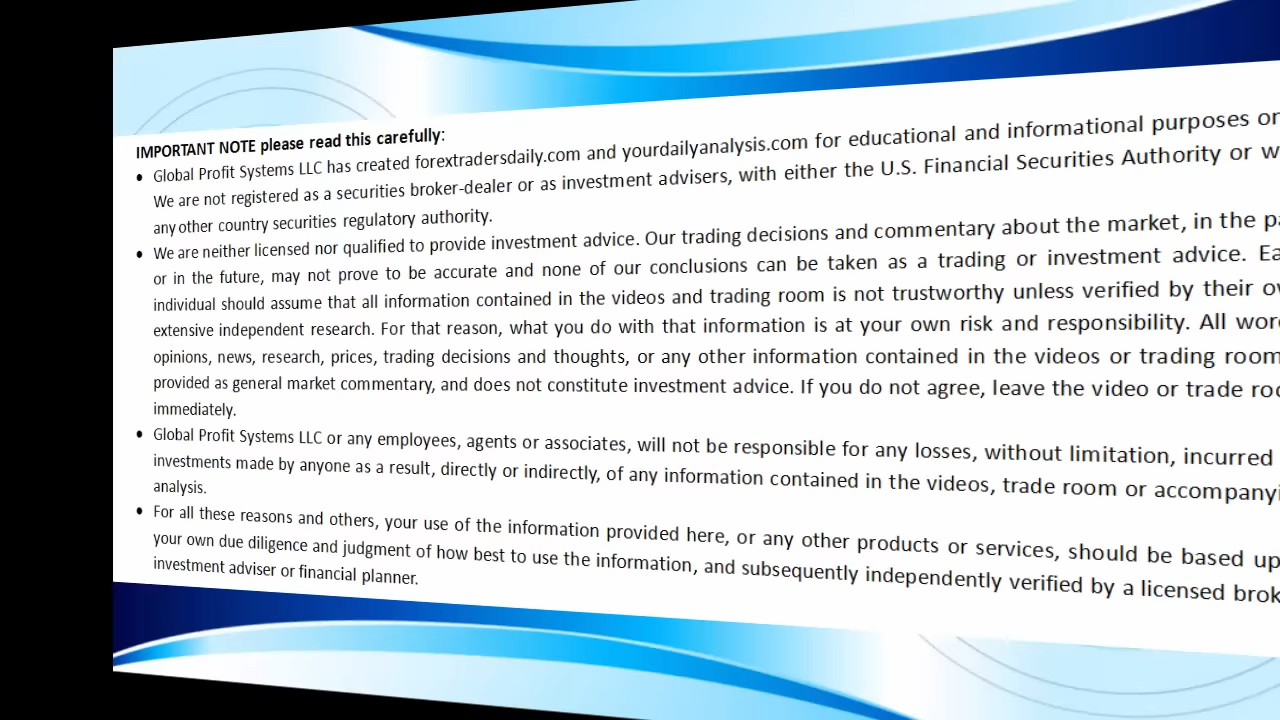 IMPORTANT NOTE please read this carefully:
• Global Profit Systems LLC has created forextradersdaily.com and yourdailyanalysis.com for educational and informational purposes
We are not registered as a securities broker-dealer or as investment advisers, with either the U.S. Financial Securities Authority or
any other country securities regulatory authority.
• We are neither licensed nor qualified to provide investment advice. Our trading decisions and commentary about the market, in the
or in the future, may not prove to be accurate and none of our conclusions can be taken as a trading or investment advice.
individual should assume that all information contained in the videos and trading room is not trustworthy unless verified by their
extensive independent research. For that reason, what you do with that information is at your own risk and responsibility. All
opinions, news, research, prices, trading decisions and thoughts, or any other information contained in the videos or trading room
provided as general market commentary, and does not constitute investment advice. If you do not agree, leave the video or trade
immediately.
• Global Profit Systems LLC or any employees, agents or associates, will not be responsible for any losses, without limitation, incurred
investments made by anyone as a result, directly or indirectly, of any information contained in the videos, trade room or
analysis.
• For all these reasons and others, your use of the information provided here, or any other products or services, should be based
your own due diligence and judgment of how best to use the information, and subsequently independently verified by a licensed
investment adviser or financial planner.